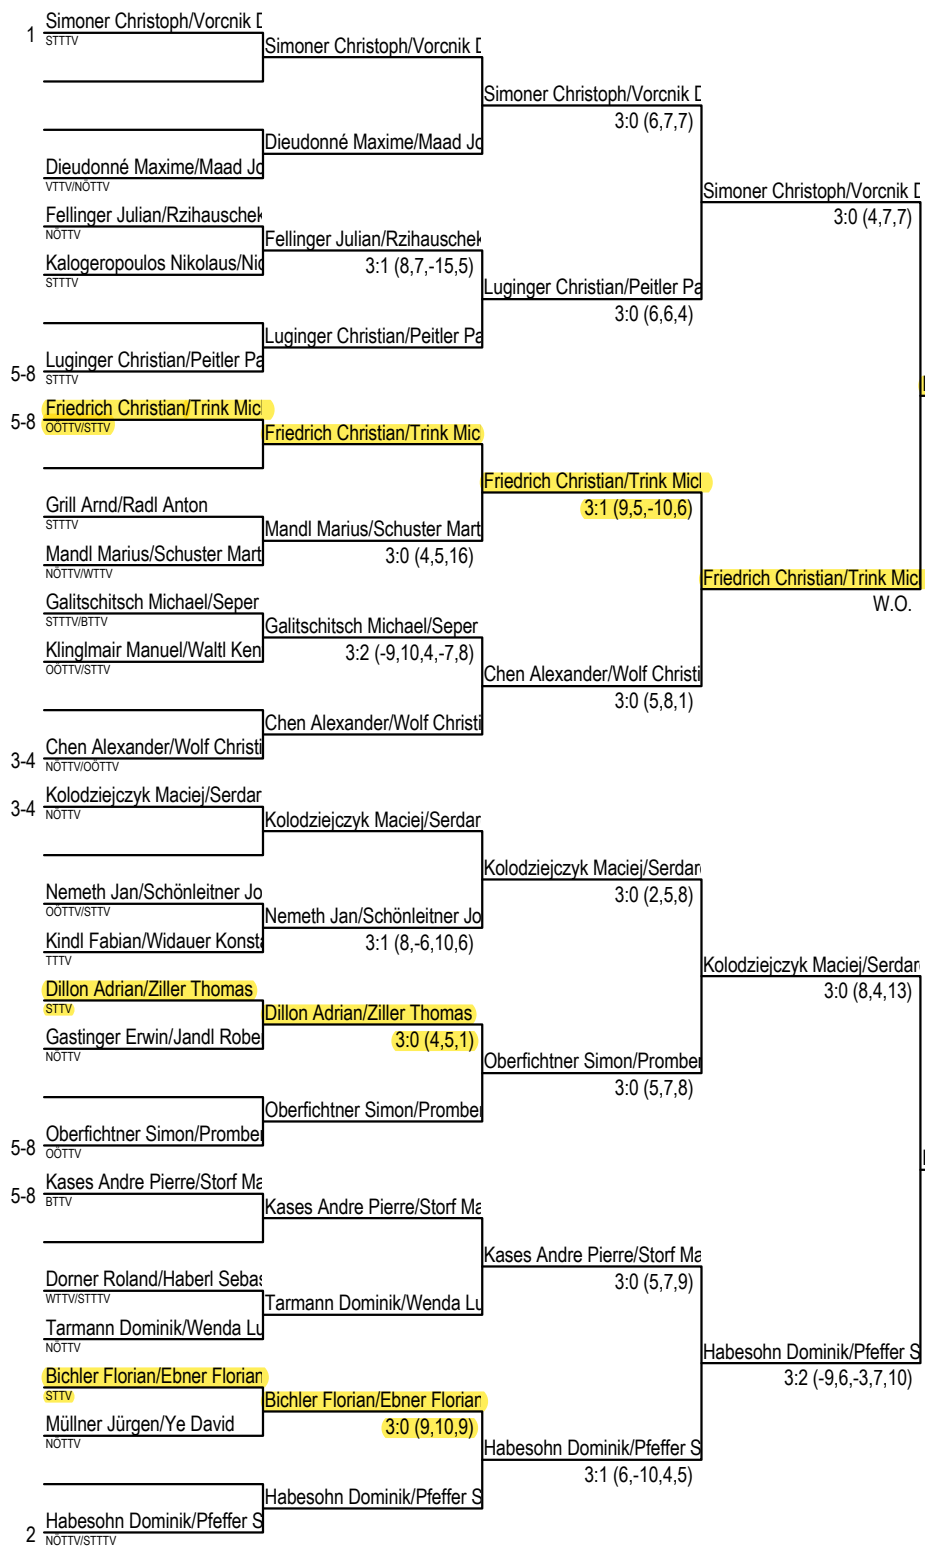 Simoner Christoph/Vorcnik D
1
STTTV
Simoner Christoph/Vorcnik D
Simoner Christoph/Vorcnik D
3:0 (6,7,7)
Dieudonné Maxime/Maad Jo
Dieudonné Maxime/Maad Jo
VTTV/NÖTTV
Simoner Christoph/Vorcnik D
3:0 (4,7,7)
Fellinger Julian/Rzihauschek
NÖTTV
Fellinger Julian/Rzihauschek
3:1 (8,7,-15,5)
Kalogeropoulos Nikolaus/Nic
STTTV
Luginger Christian/Peitler Pa
3:0 (6,6,4)
Luginger Christian/Peitler Pa
Luginger Christian/Peitler Pa
5-8
STTTV
Friedrich Christian/Trink Micl
5-8
OÖTTV/STTV
Friedrich Christian/Trink Mic
Friedrich Christian/Trink Micl
3:1 (9,5,-10,6)
Grill Arnd/Radl Anton
STTTV
Mandl Marius/Schuster Mart
3:0 (4,5,16)
Mandl Marius/Schuster Mart
NÖTTV/WTTV
Friedrich Christian/Trink Mic
W.O.
Galitschitsch Michael/Seper
STTTV/BTTV
Galitschitsch Michael/Seper
3:2 (-9,10,4,-7,8)
Klinglmair Manuel/Waltl Ken
OÖTTV/STTV
Chen Alexander/Wolf Christi
3:0 (5,8,1)
Chen Alexander/Wolf Christi
Chen Alexander/Wolf Christi
3-4
NÖTTV/OÖTTV
Kolodziejczyk Maciej/Serdar
3-4
NÖTTV
Kolodziejczyk Maciej/Serdar
Kolodziejczyk Maciej/Serdar
3:0 (2,5,8)
Nemeth Jan/Schönleitner Jo
OÖTTV/STTV
Nemeth Jan/Schönleitner Jo
3:1 (8,-6,10,6)
Kindl Fabian/Widauer Konsta
TTTV
Kolodziejczyk Maciej/Serdar
3:0 (8,4,13)
Dillon Adrian/Ziller Thomas
STTV
Dillon Adrian/Ziller Thomas
3:0 (4,5,1)
Gastinger Erwin/Jandl Robe
NÖTTV
Oberfichtner Simon/Promber
3:0 (5,7,8)
Oberfichtner Simon/Promber
Oberfichtner Simon/Promber
5-8
OÖTTV
Kases Andre Pierre/Storf Ma
5-8
BTTV
Kases Andre Pierre/Storf Ma
Kases Andre Pierre/Storf Ma
3:0 (5,7,9)
Dorner Roland/Haberl Sebas
WTTV/STTTV
Tarmann Dominik/Wenda Lu
Tarmann Dominik/Wenda Lu
NÖTTV
Habesohn Dominik/Pfeffer S
3:2 (-9,6,-3,7,10)
Bichler Florian/Ebner Florian
STTV
Bichler Florian/Ebner Florian
3:0 (9,10,9)
Müllner Jürgen/Ye David
NÖTTV
Habesohn Dominik/Pfeffer S
3:1 (6,-10,4,5)
Habesohn Dominik/Pfeffer S
Habesohn Dominik/Pfeffer S
2
NÖTTV/STTTV